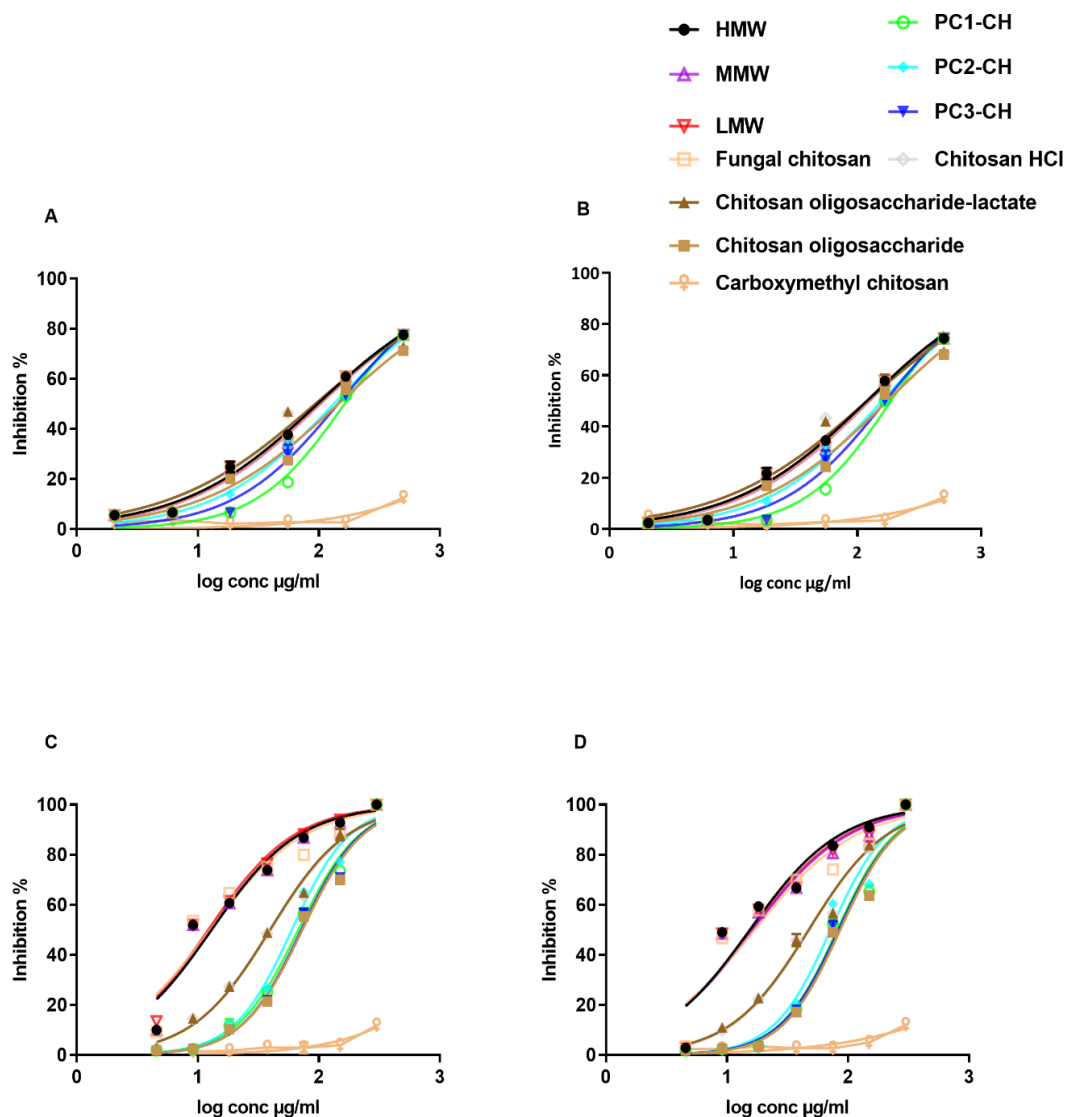 HMW
PC1-CH
MMW
PC2-CH
LMW
PC3-CH
Fungal chitosan
Chitosan HCl
Chitosan oligosaccharide-lactate
Chitosan oligosaccharide
Carboxymethyl chitosan
A
100
80
60
40
20
0
Inhibition %
0 1 2 3
log conc µg/ml
B
100
80
60
40
20
0
Inhibition %
0 1 2 3
log conc µg/ml
C
100
80
60
40
20
0
Inhibition %
0 1 2 3
log conc µg/ml
D
100
80
60
40
20
0
Inhibition %
0 1 2 3
log conc µg/ml